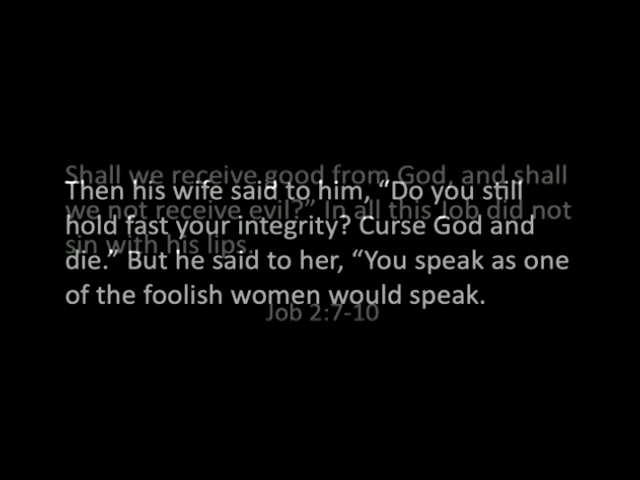 Then his wife said to him, “Do you still
hold fast your integrity? Curse God and
die.” But he said to her, “You speak as one
of the foolish women would speak.
Shall we receive good from God, and shall
we not receive evil?” In all this Job did not
sin with his lips.
Job 2:7-10